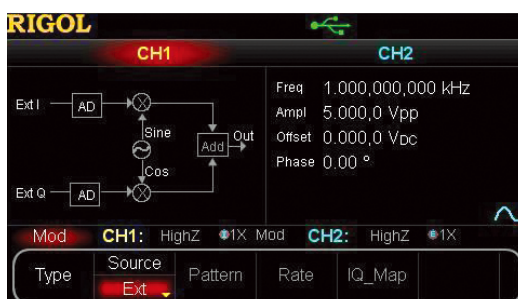 RIGOL
CH1
CH2
Ext I
AD
Sine
Cos
Add
Out
Ext Q
AD
Freq 1.000,000,000 kHz
Ampl 5.000,0 Vpp
Offset 0.000,0 VDC
Phase 0.00 °
Mod CH1: HighZ 1X Mod CH2: HighZ 1X
Type
Source
Ext
Pattern
Rate
IQ_Map